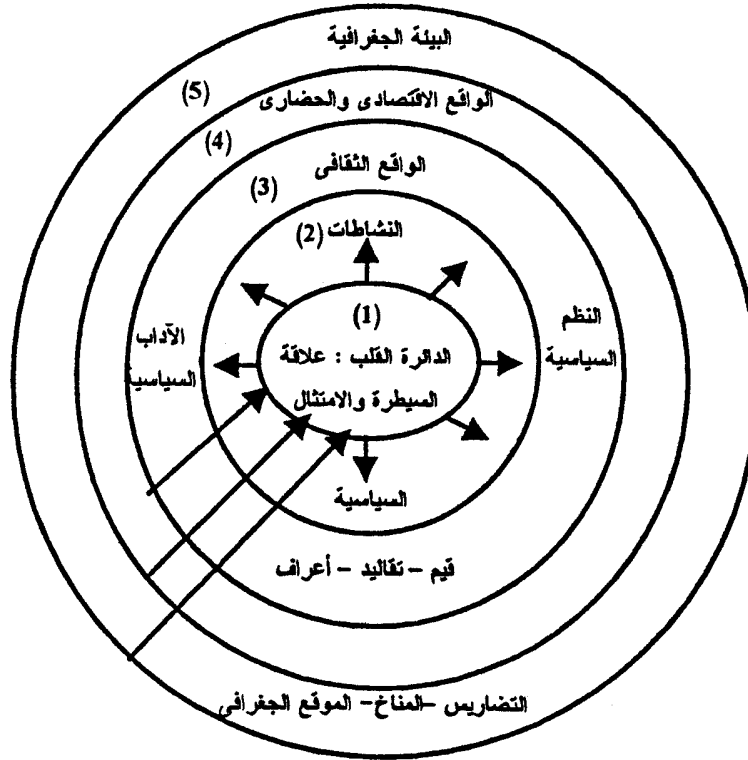 البيئة الجغرافية
(5)
الواقع الاقتصادى والحضارى
(4)
الواقع الثقافى
(3)
النشاطات (2)
(1)
الدائرة القلب : علاقة
السيطرة والامتثال
النظم
السياسية
الآداب
السياسية
السياسية
قيم – تقاليد – أعراف
التضاريس –المناخ– الموقع الجغرافى